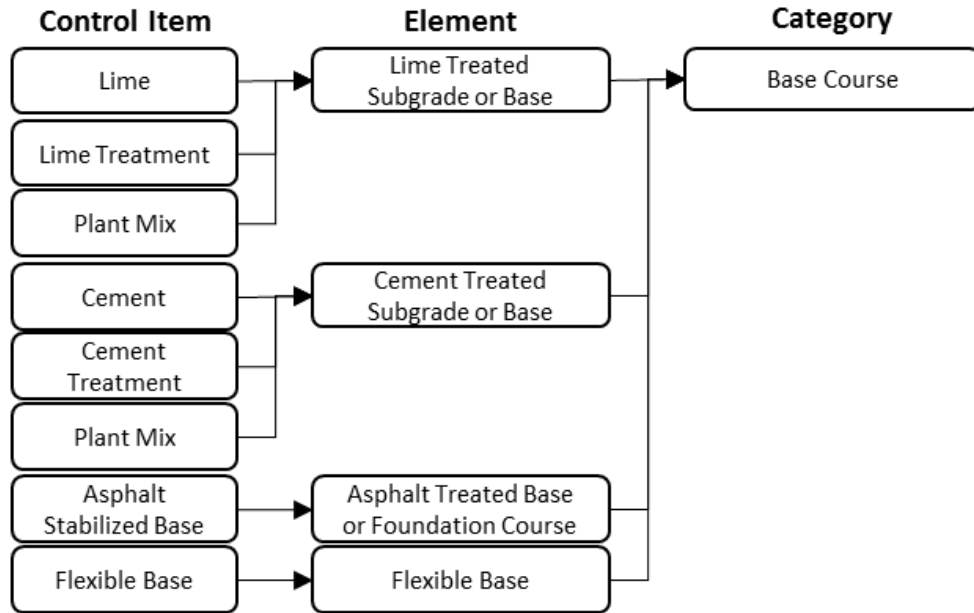 Control Item
Element
Category
Lime
Lime Treated
Subgrade or Base
Base Course
Lime Treatment
Plant Mix
Cement
Cement Treated
Subgrade or Base
Cement
Treatment
Plant Mix
Asphalt
Stabilized Base
Asphalt Treated Base
or Foundation Course
Flexible Base
Flexible Base